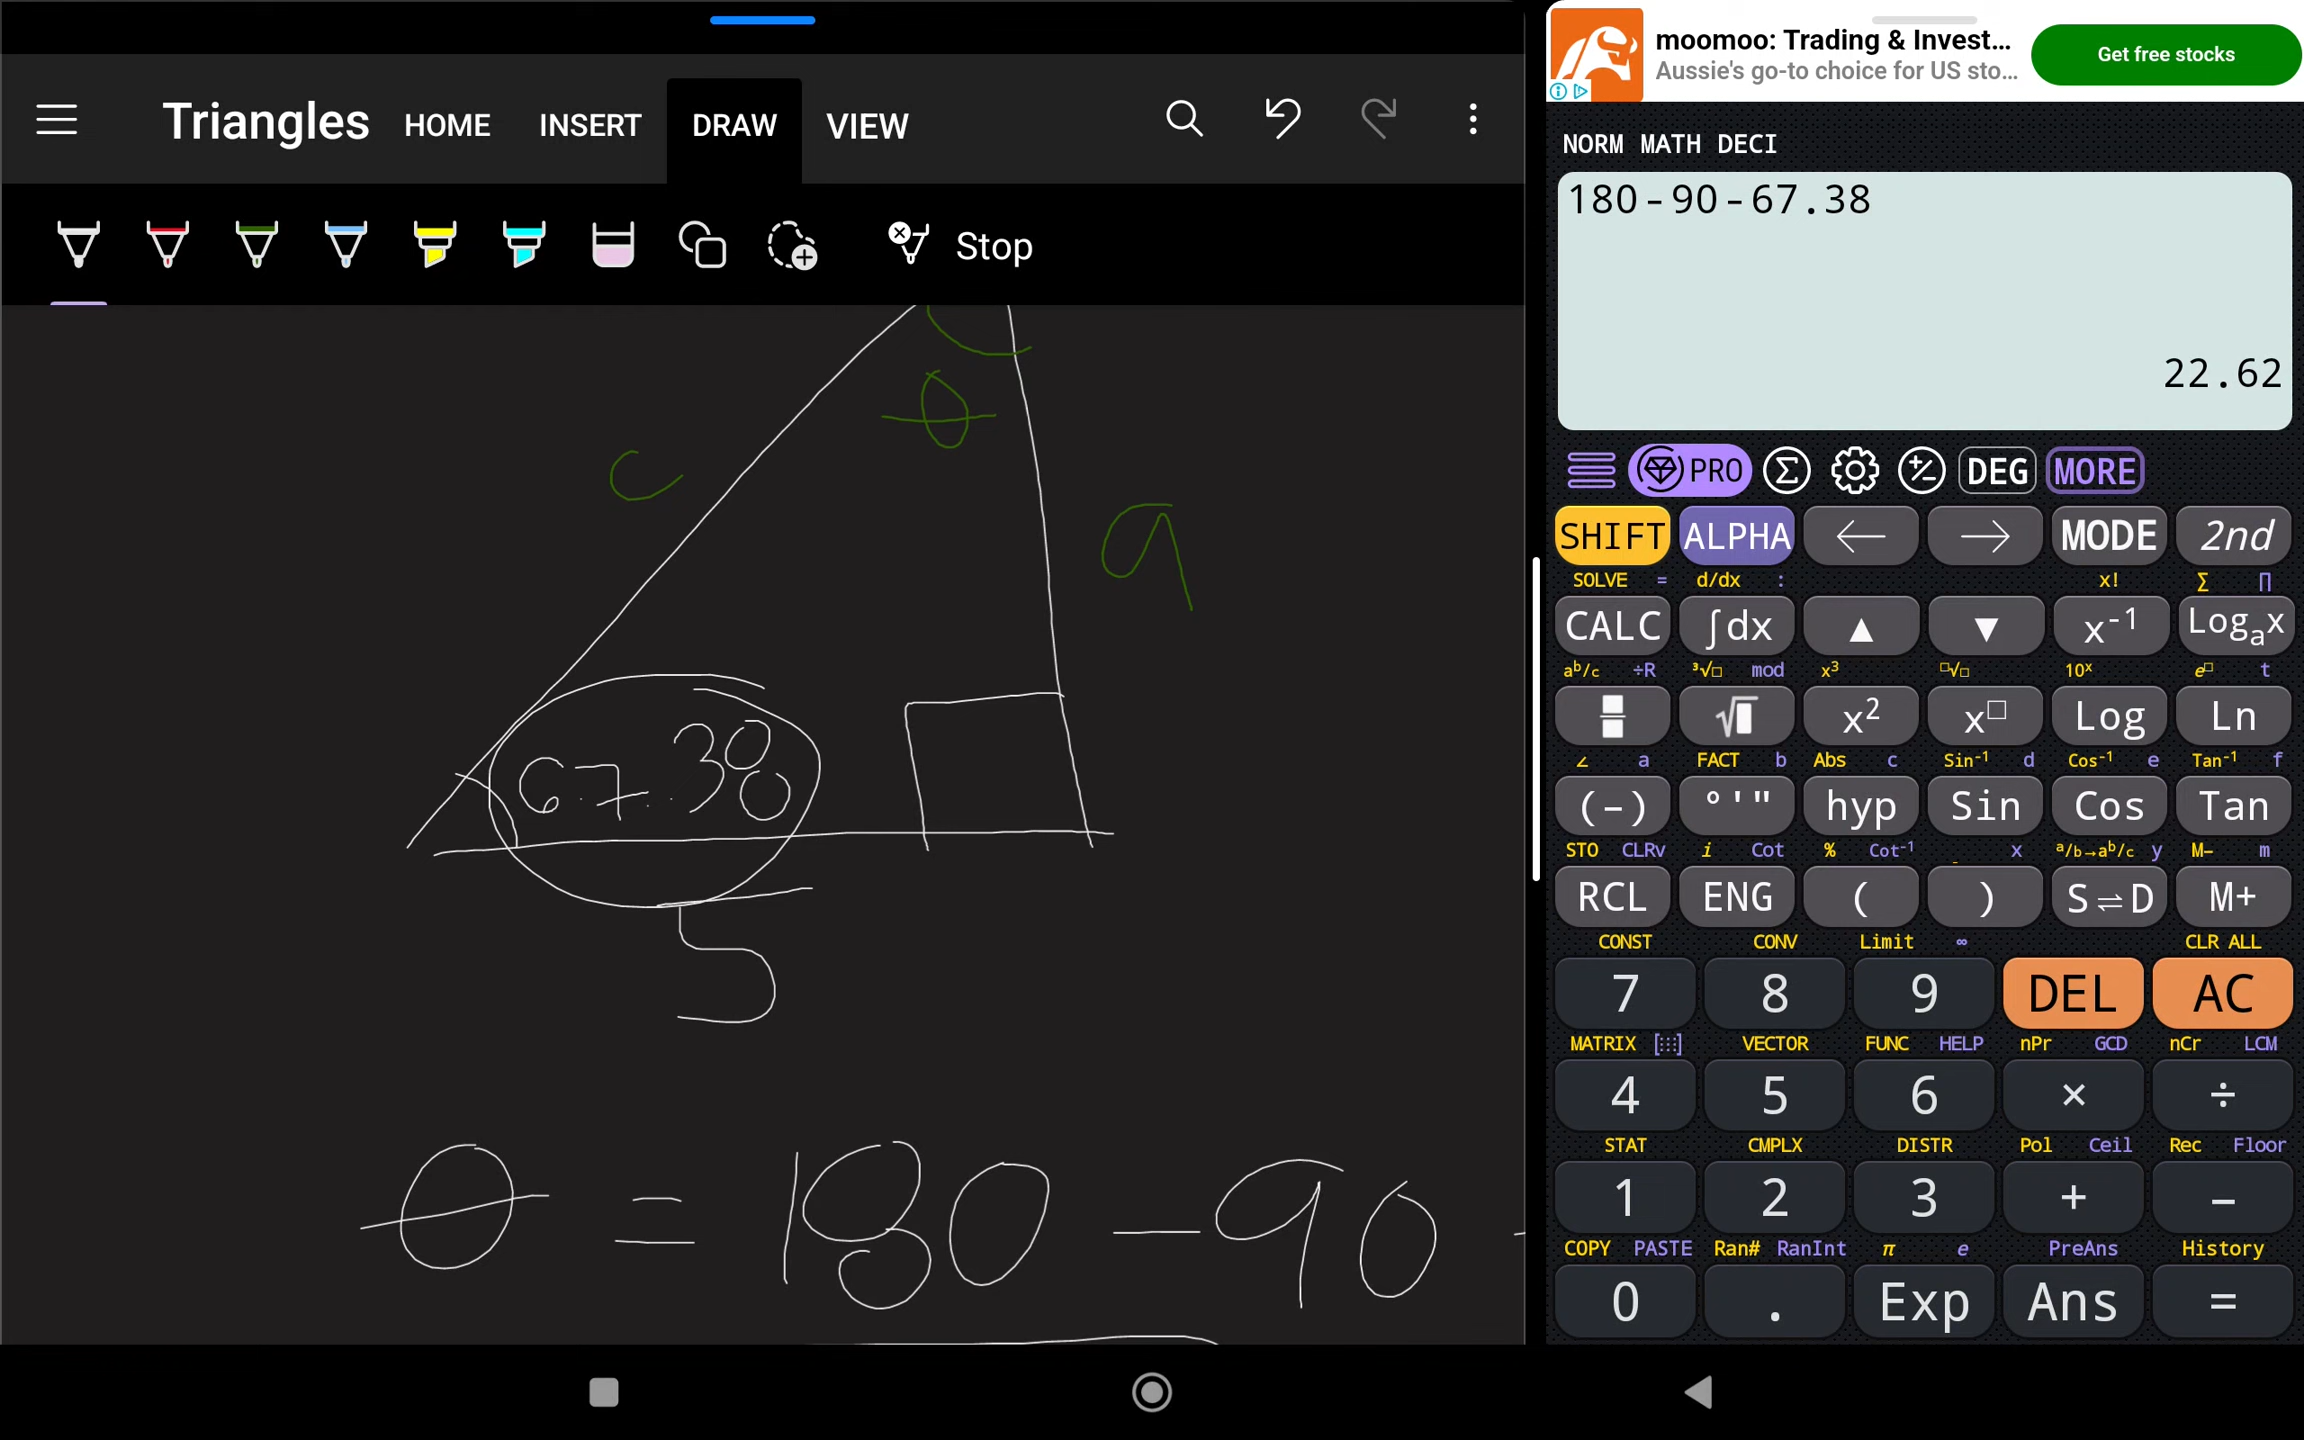 moomoo: Trading & Invest...
Aussie's go-to choice for US sto...
Get free stocks
Triangles HOME INSERT DRAW VIEW
Stop
NORM MATH DECI
180-90-67.38
22.62
PRO Σ DEG MORE
SHIFT ALPHA ← → MODE 2nd
SOLVE = d/dx : x! Σ ∏
CALC ∫dx ▲ ▼ x⁻¹ Logₐx
aᵇ/c ÷R ³√□ mod x³ □√□ 10ˣ e□ t
√ x² x□ Log Ln
∠ a FACT b Abs c Sin⁻¹ d Cos⁻¹ e Tan⁻¹ f
(-) °'" hyp Sin Cos Tan
STO CLRv i Cot % Cot⁻¹ x a/b→aᵇ/c y M- m
RCL ENG ( ) S⇌D M+
CONST CONV Limit ∞ CLR ALL
7 8 9 DEL AC
MATRIX VECTOR FUNC HELP nPr GCD nCr LCM
4 5 6 × ÷
STAT CMPLX DISTR Pol Ceil Rec Floor
1 2 3 + -
COPY PASTE Ran# RanInt π e PreAns History
0 . Exp Ans =
θ
c
a
67.38
5
θ = 180 - 90 -